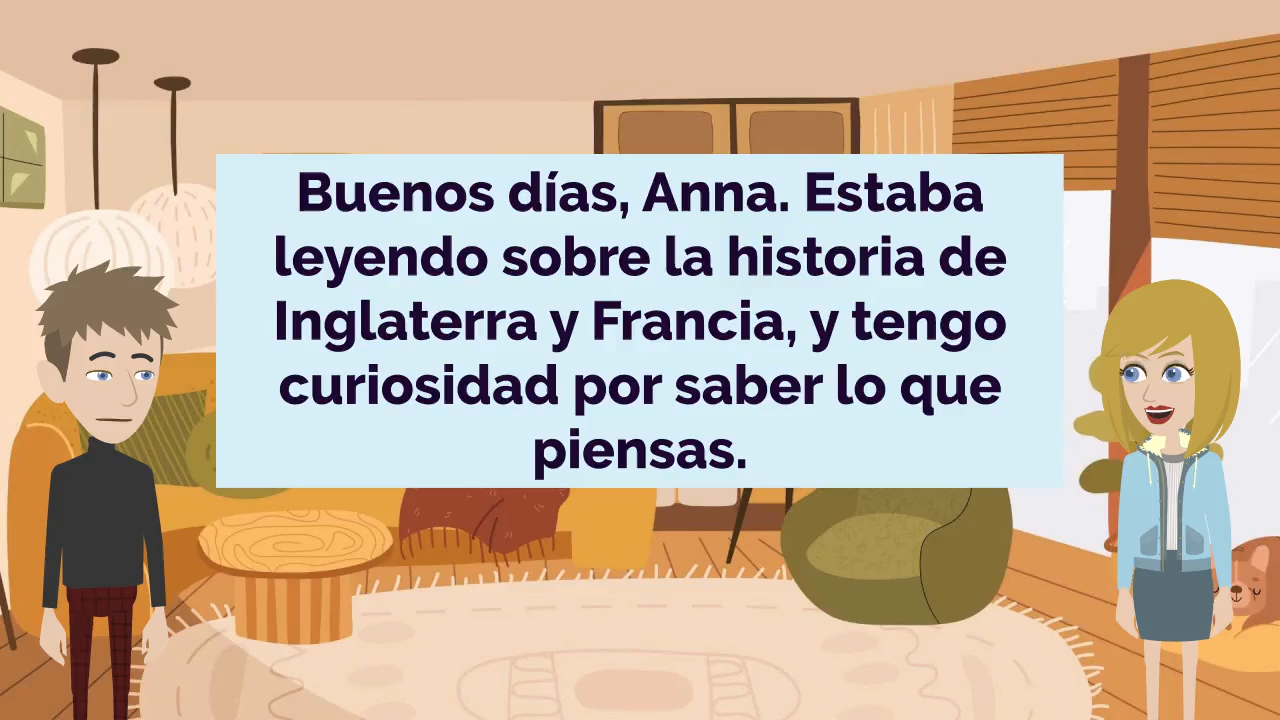 Buenos días, Anna. Estaba
leyendo sobre la historia de
Inglaterra y Francia, y tengo
curiosidad por saber lo que
piensas.